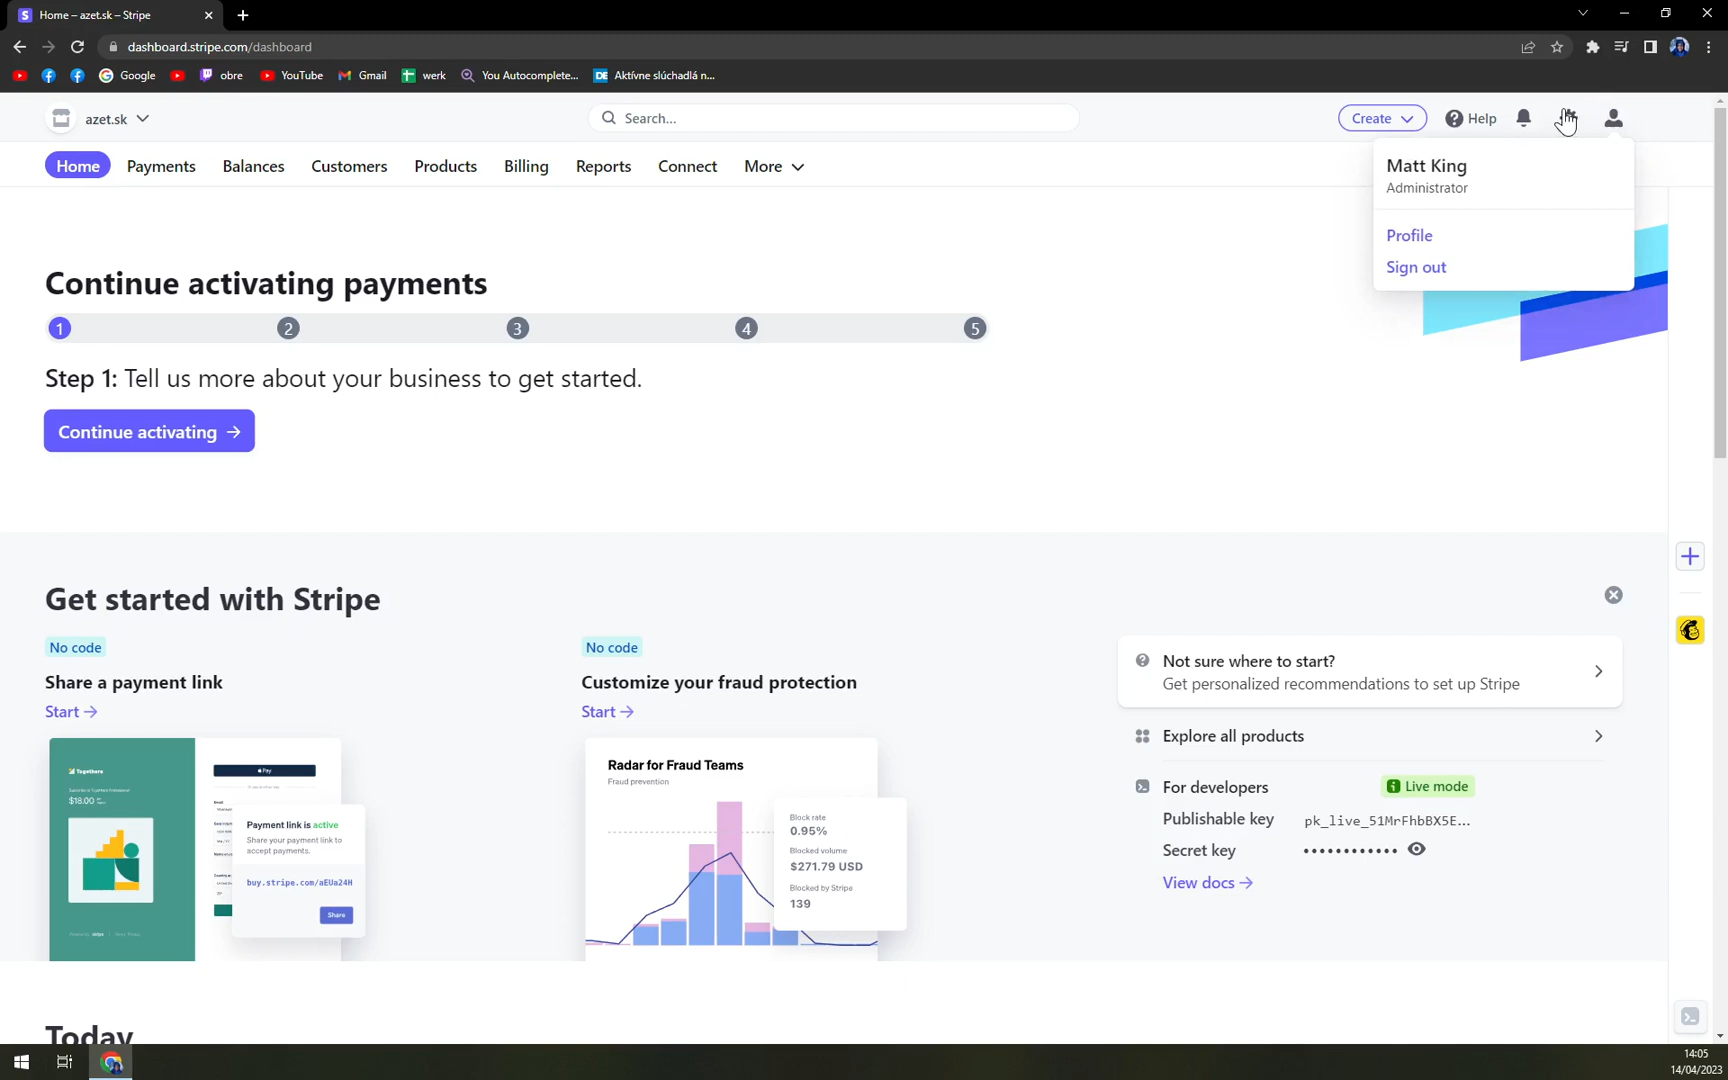 Home – azet.sk – Stripe
dashboard.stripe.com/dashboard
Google
obre
YouTube
Gmail
werk
You Autocomplete...
DE Aktívne slúchadlá n...
azet.sk
Search...
Create
Help
Home
Payments
Balances
Customers
Products
Billing
Reports
Connect
More
Matt King
Administrator
Profile
Sign out
Continue activating payments
1 2 3 4 5
Step 1: Tell us more about your business to get started.
Continue activating →
Get started with Stripe
No code
Share a payment link
Start →
Togethere
$18.00
Pay
Payment link is active
Share your payment link to
accept payments.
buy.stripe.com/aEUa24H
Share
No code
Customize your fraud protection
Start →
Radar for Fraud Teams
Fraud prevention
Block rate
0.95%
Blocked volume
$271.79 USD
Blocked by Stripe
139
Not sure where to start?
Get personalized recommendations to set up Stripe
Explore all products
For developers
Live mode
Publishable key
pk_live_51MrFhbBX5E...
Secret key
••••••••••••
View docs →
Today
14:05
14/04/2023